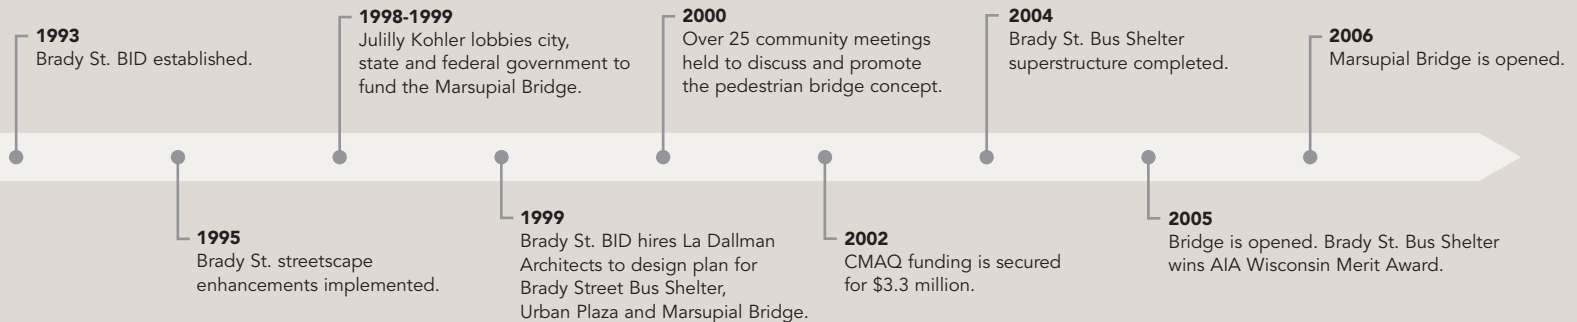 1993
Brady St. BID established.
1995
Brady St. streetscape
enhancements implemented.
1998-1999
Julilly Kohler lobbies city,
state and federal government to
fund the Marsupial Bridge.
1999
Brady St. BID hires La Dallman
Architects to design plan for
Brady Street Bus Shelter,
Urban Plaza and Marsupial Bridge.
2000
Over 25 community meetings
held to discuss and promote
the pedestrian bridge concept.
2002
CMAQ funding is secured
for $3.3 million.
2004
Brady St. Bus Shelter
superstructure completed.
2005
Bridge is opened. Brady St. Bus Shelter
wins AIA Wisconsin Merit Award.
2006
Marsupial Bridge is opened.